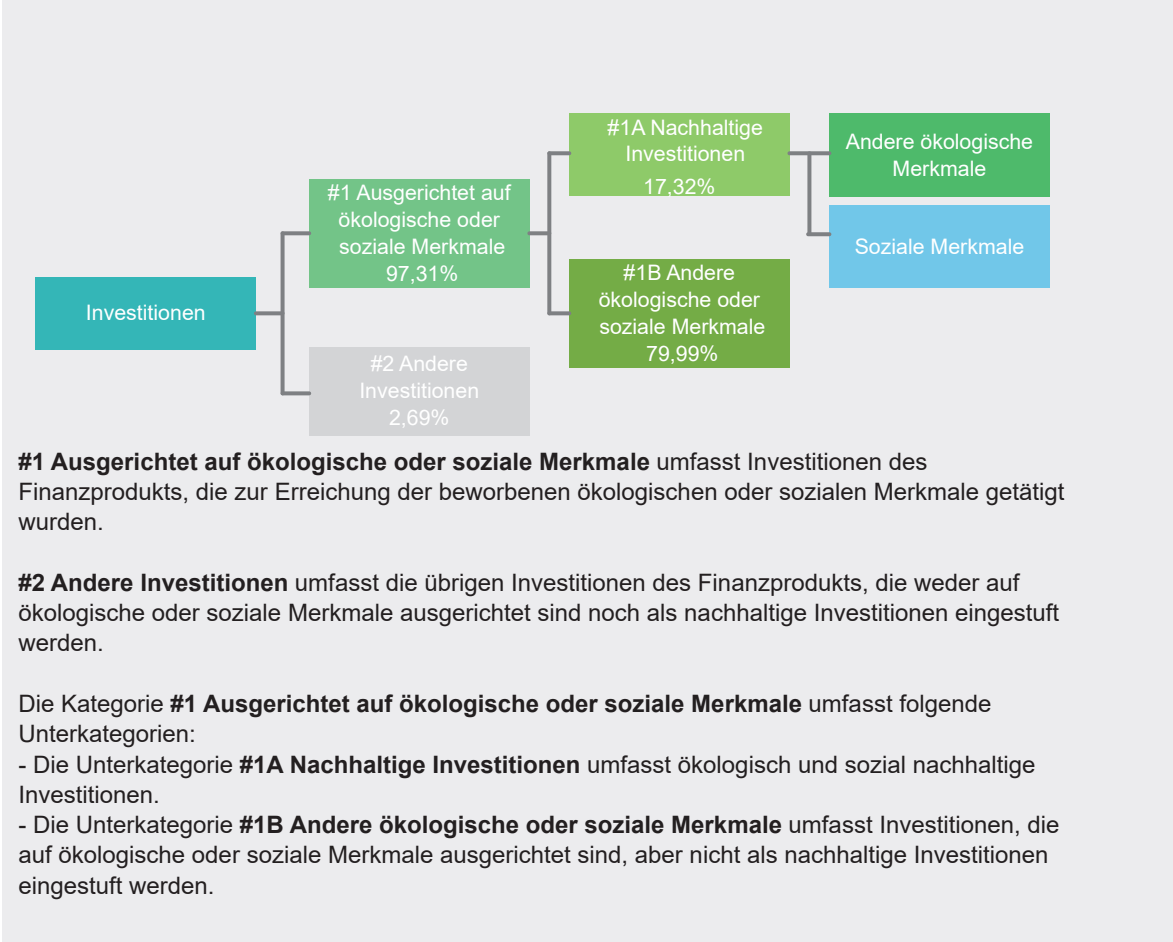 #1A Nachhaltige
Investitionen
17,32%
Andere ökologische
Merkmale
#1 Ausgerichtet auf
ökologische oder
soziale Merkmale
97,31%
Soziale Merkmale
#1B Andere
ökologische oder
soziale Merkmale
79,99%
Investitionen
#2 Andere
Investitionen
2,69%
#1 Ausgerichtet auf ökologische oder soziale Merkmale umfasst Investitionen des
Finanzprodukts, die zur Erreichung der beworbenen ökologischen oder sozialen Merkmale getätigt
wurden.
#2 Andere Investitionen umfasst die übrigen Investitionen des Finanzprodukts, die weder auf
ökologische oder soziale Merkmale ausgerichtet sind noch als nachhaltige Investitionen eingestuft
werden.
Die Kategorie #1 Ausgerichtet auf ökologische oder soziale Merkmale umfasst folgende
Unterkategorien:
- Die Unterkategorie #1A Nachhaltige Investitionen umfasst ökologisch und sozial nachhaltige
Investitionen.
- Die Unterkategorie #1B Andere ökologische oder soziale Merkmale umfasst Investitionen, die
auf ökologische oder soziale Merkmale ausgerichtet sind, aber nicht als nachhaltige Investitionen
eingestuft werden.